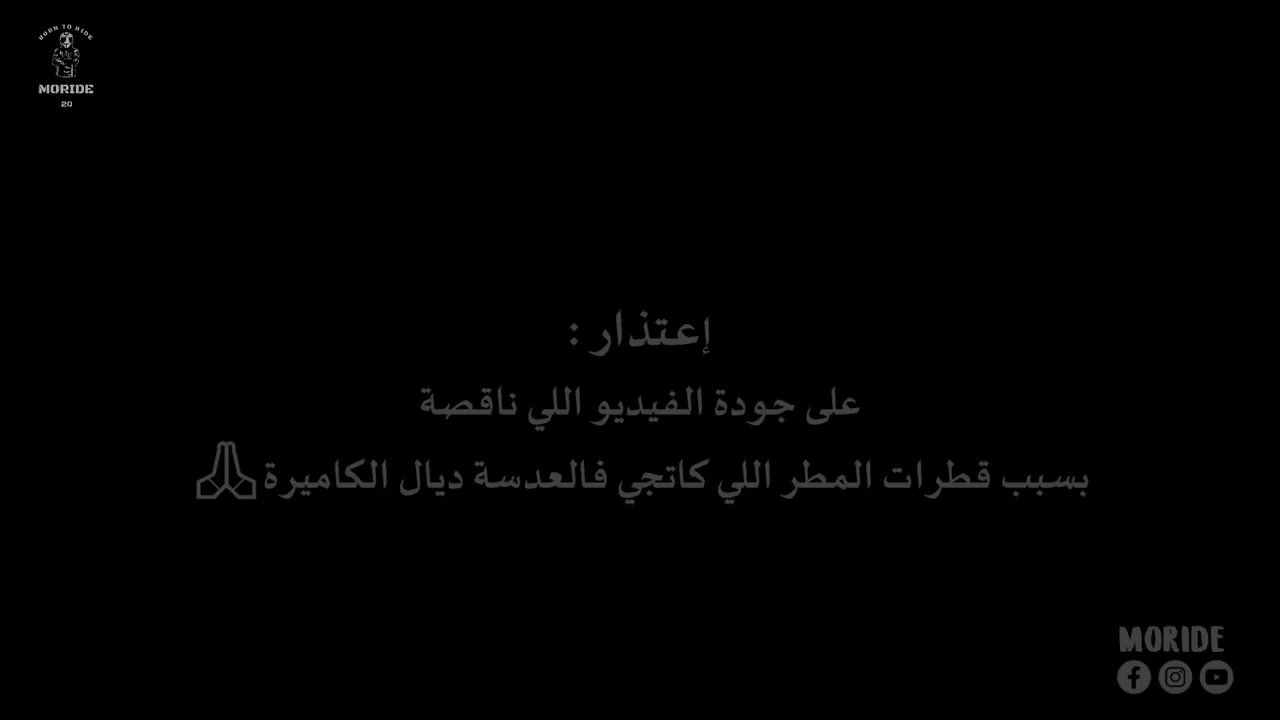 BORN TO RIDE
MORIDE
20
إعتذار :
على جودة الفيديو اللي ناقصة
بسبب قطرات المطر اللي كاتجي فالعدسة ديال الكاميرة
MORIDE